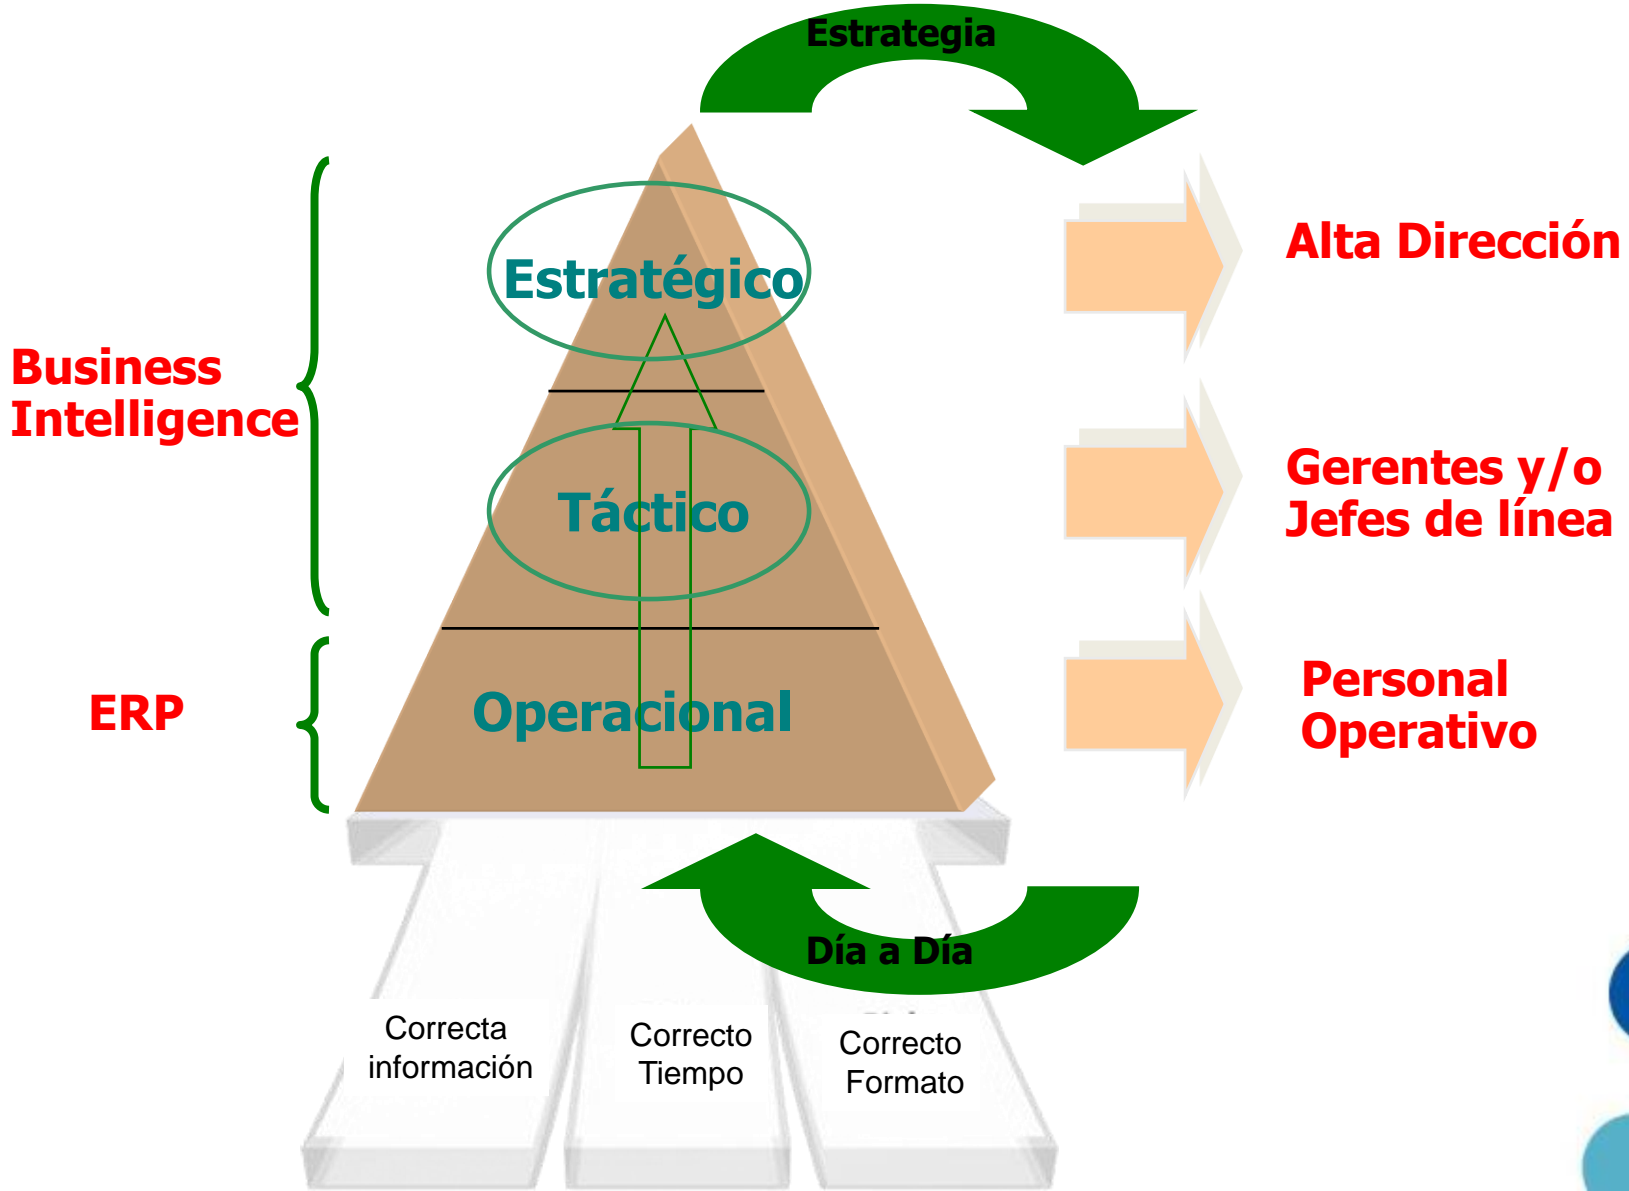 Estrategia
Estratégico
Alta Dirección
Business
Intelligence
Táctico
Gerentes y/o
Jefes de línea
ERP
Operacional
Personal
Operativo
Día a Día
Correcta
información
Correcto
Tiempo
Correcto
Formato